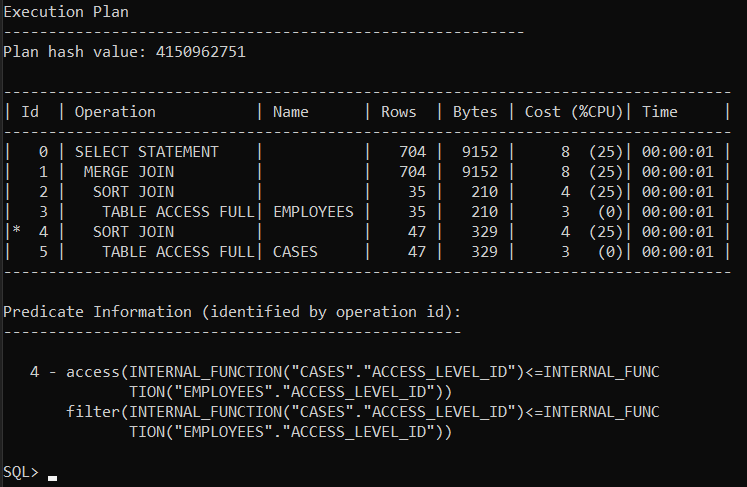 Execution Plan
----------------------------------------------------------
Plan hash value: 4150962751
---------------------------------------------------------------------------------
| Id  | Operation           | Name      | Rows  | Bytes | Cost (%CPU)| Time     |
---------------------------------------------------------------------------------
|   0 | SELECT STATEMENT    |           |   704 |  9152 |     8  (25)| 00:00:01 |
|   1 |  MERGE JOIN         |           |   704 |  9152 |     8  (25)| 00:00:01 |
|   2 |   SORT JOIN         |           |    35 |   210 |     4  (25)| 00:00:01 |
|   3 |    TABLE ACCESS FULL| EMPLOYEES |    35 |   210 |     3   (0)| 00:00:01 |
|*  4 |   SORT JOIN         |           |    47 |   329 |     4  (25)| 00:00:01 |
|   5 |    TABLE ACCESS FULL| CASES     |    47 |   329 |     3   (0)| 00:00:01 |
---------------------------------------------------------------------------------
Predicate Information (identified by operation id):
---------------------------------------------------
   4 - access(INTERNAL_FUNCTION("CASES"."ACCESS_LEVEL_ID")<=INTERNAL_FUNC
              TION("EMPLOYEES"."ACCESS_LEVEL_ID"))
       filter(INTERNAL_FUNCTION("CASES"."ACCESS_LEVEL_ID")<=INTERNAL_FUNC
              TION("EMPLOYEES"."ACCESS_LEVEL_ID"))
SQL>